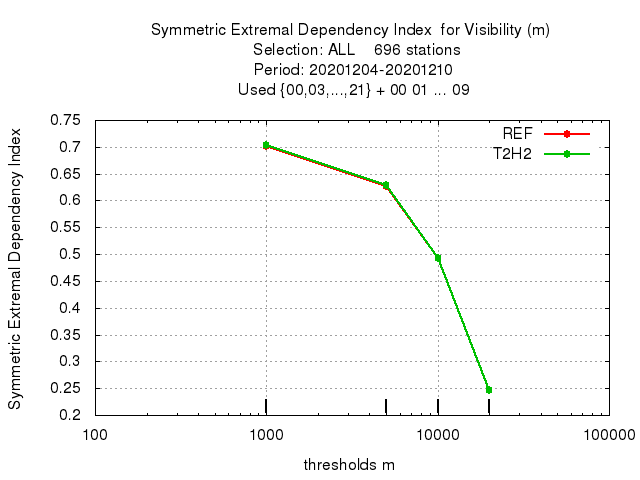 Symmetric Extremal Dependency Index  for Visibility (m)
Selection: ALL    696 stations
Period: 20201204-20201210
Used {00,03,...,21} + 00 01 ... 09
Symmetric Extremal Dependency Index
0.75
0.7
0.65
0.6
0.55
0.5
0.45
0.4
0.35
0.3
0.25
0.2
REF
T2H2
100 1000 10000 100000
thresholds m